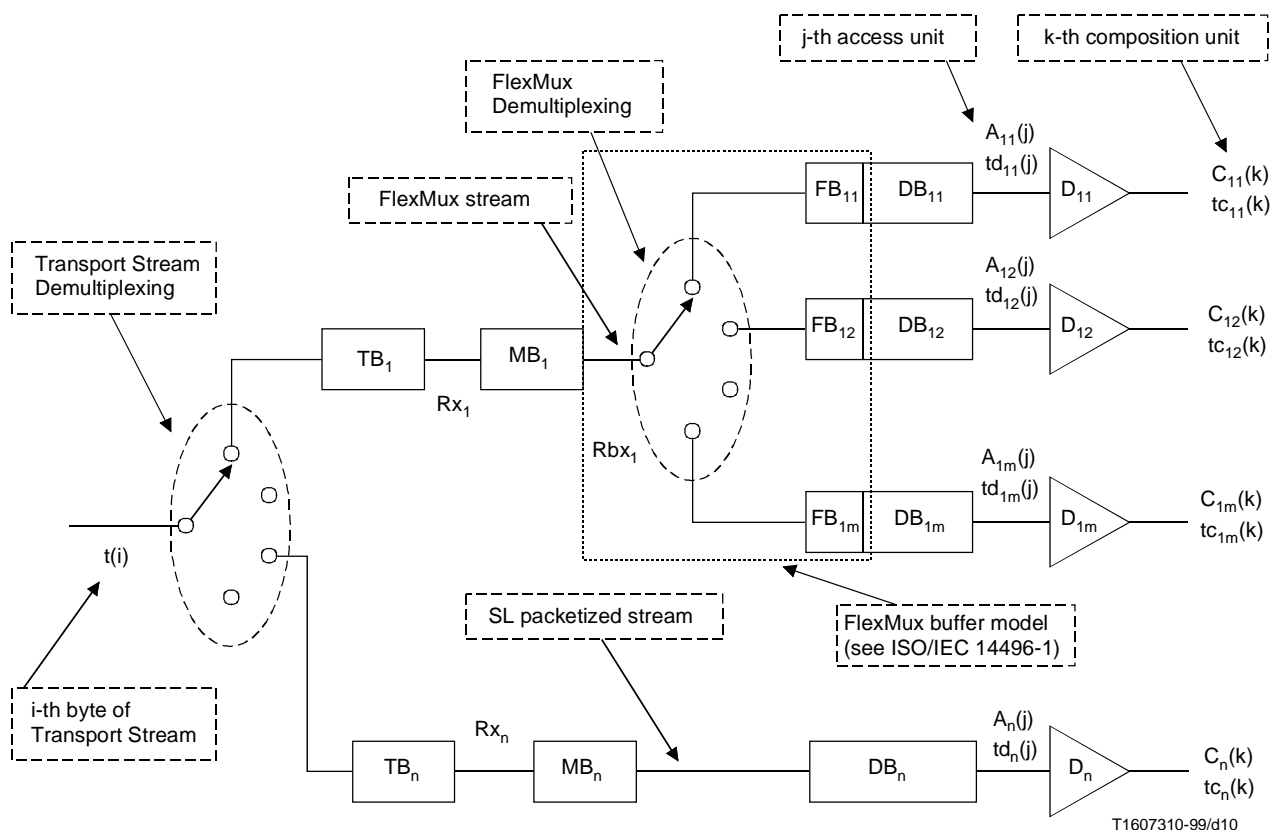 j-th access unit
k-th composition unit
FlexMux
Demultiplexing
A11(j)
td11(j)
FB11
DB11
D11
C11(k)
tc11(k)
FlexMux stream
Transport Stream
Demultiplexing
A12(j)
td12(j)
FB12
DB12
D12
C12(k)
tc12(k)
TB1
MB1
Rx1
Rbx1
A1m(j)
td1m(j)
FB1m
DB1m
D1m
C1m(k)
tc1m(k)
t(i)
SL packetized stream
FlexMux buffer model
(see ISO/IEC 14496-1)
i-th byte of
Transport Stream
Rxn
TBn
MBn
DBn
An(j)
tdn(j)
Dn
Cn(k)
tcn(k)
T1607310-99/d10